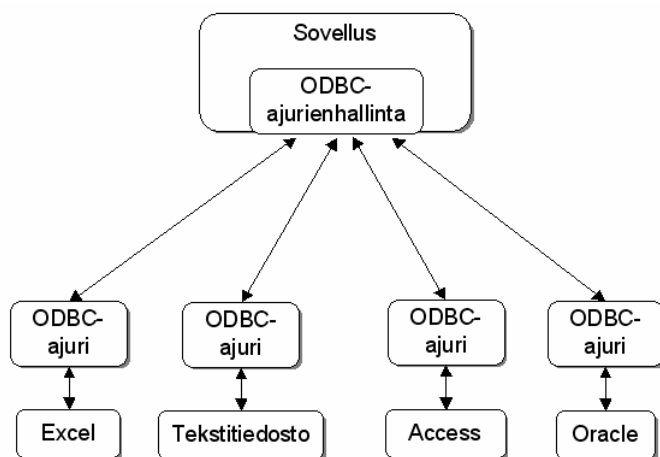 Sovellus
ODBC-
ajurienhallinta
ODBC-
ajuri
ODBC-
ajuri
ODBC-
ajuri
ODBC-
ajuri
Excel
Tekstitiedosto
Access
Oracle